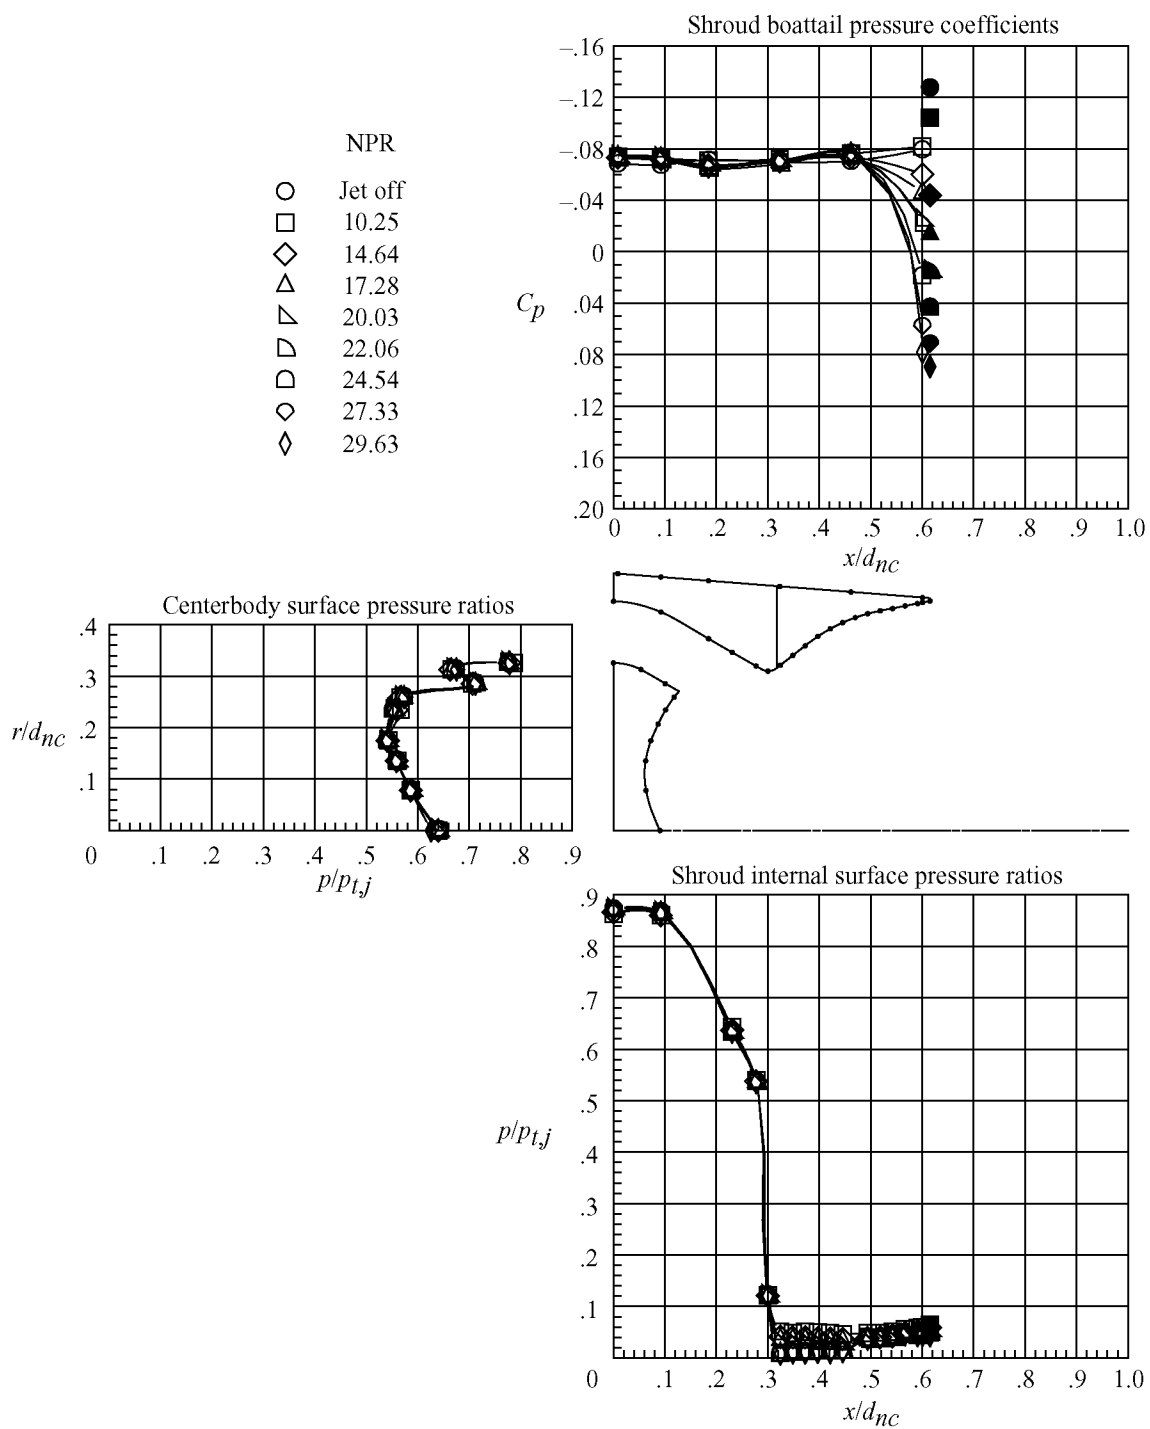 Shroud boattail pressure coefficients
–.16
–.12
–.08
–.04
0
.04
.08
.12
.16
.20
C_p
0 .1 .2 .3 .4 .5 .6 .7 .8 .9 1.0
x/d_nc
NPR
Jet off
10.25
14.64
17.28
20.03
22.06
24.54
27.33
29.63
Centerbody surface pressure ratios
.4
.3
.2
.1
r/d_nc
0 .1 .2 .3 .4 .5 .6 .7 .8 .9
p/p_t,j
Shroud internal surface pressure ratios
.9
.8
.7
.6
.5
.4
.3
.2
.1
p/p_t,j
0 .1 .2 .3 .4 .5 .6 .7 .8 .9 1.0
x/d_nc